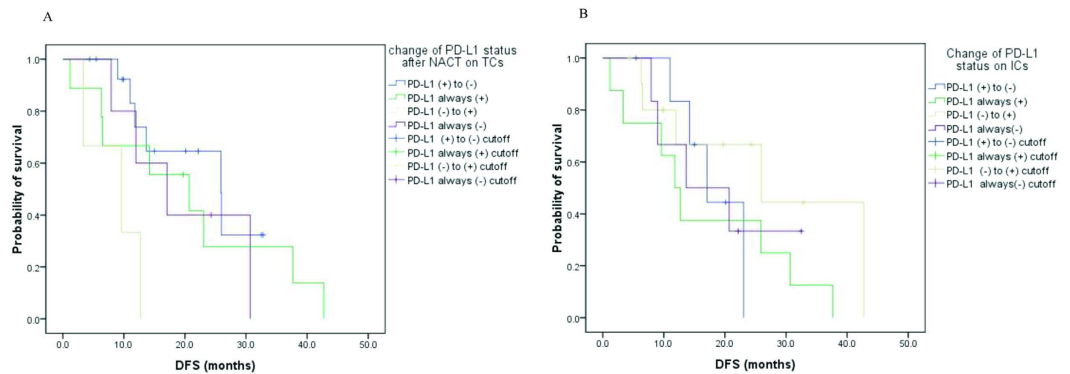 A
change of PD-L1 status
after NACT on TCs
PD-L1 (+) to (-)
PD-L1 always (+)
PD-L1 (-) to (+)
PD-L1 always (-)
PD-L1 (+) to (-) cutoff
PD-L1 always (+) cutoff
PD-L1 (-) to (+) cutoff
PD-L1 always (-) cutoff
Probability of survival
1.0
0.8
0.6
0.4
0.2
0.0
0.0 10.0 20.0 30.0 40.0 50.0
DFS (months)
B
Change of PD-L1
status on ICs
PD-L1 (+) to (-)
PD-L1 always (+)
PD-L1 (-) to (+)
PD-L1 always(-)
PD-L1 (+) to (-) cutoff
PD-L1 always (+) cutoff
PD-L1 (-) to (+) cutoff
PD-L1 always(-) cutoff
Probability of survival
1.0
0.8
0.6
0.4
0.2
0.0
0.0 10.0 20.0 30.0 40.0 50.0
DFS (months)